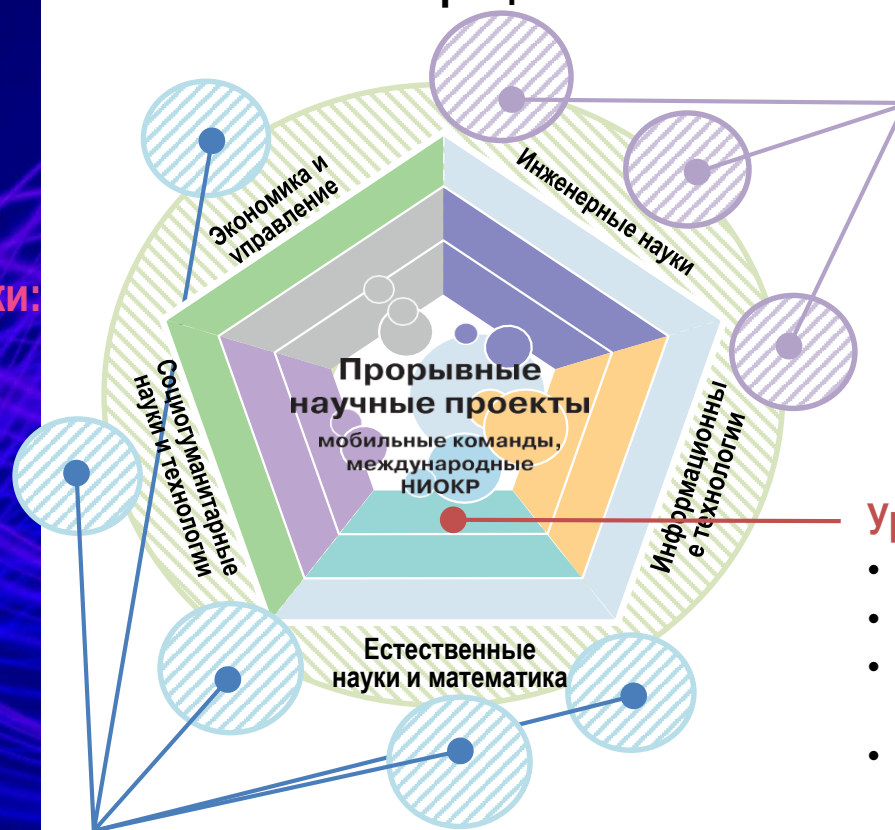 Экономика и
управление
Инженерные науки
ки:
Социогуманитарные
науки и технологии
Прорывные
научные проекты
мобильные команды,
международные
НИОКР
Информационны
е технологии
Ур
•
•
•
•
Естественные
науки и математика